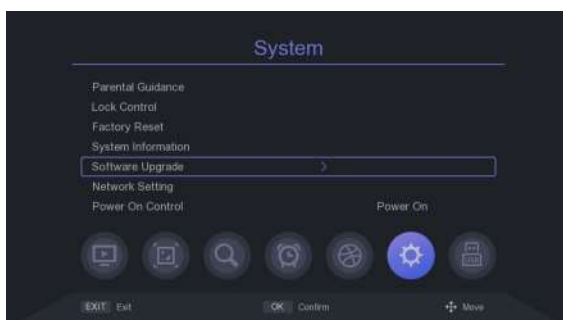 System
Parental Guidance
Lock Control
Factory Reset
System Information
Software Upgrade
Network Setting
Power On Control Power On
USB
EXIT Exit OK Confirm Move